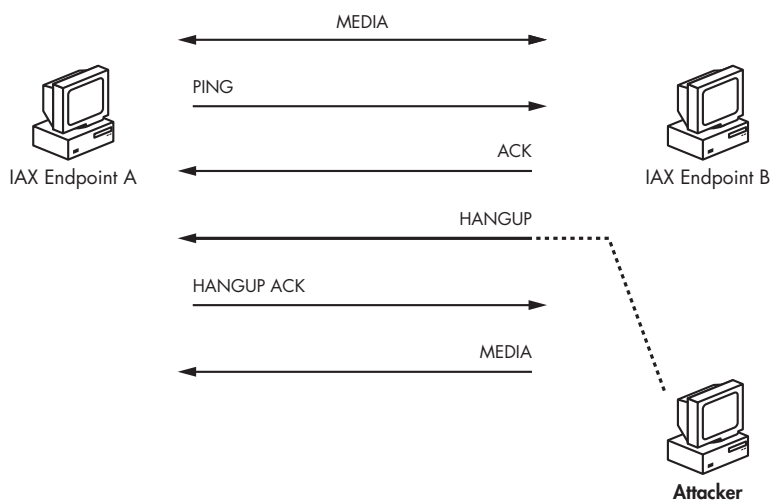 MEDIA
PING
ACK
IAX Endpoint A
IAX Endpoint B
HANGUP
HANGUP ACK
MEDIA
Attacker